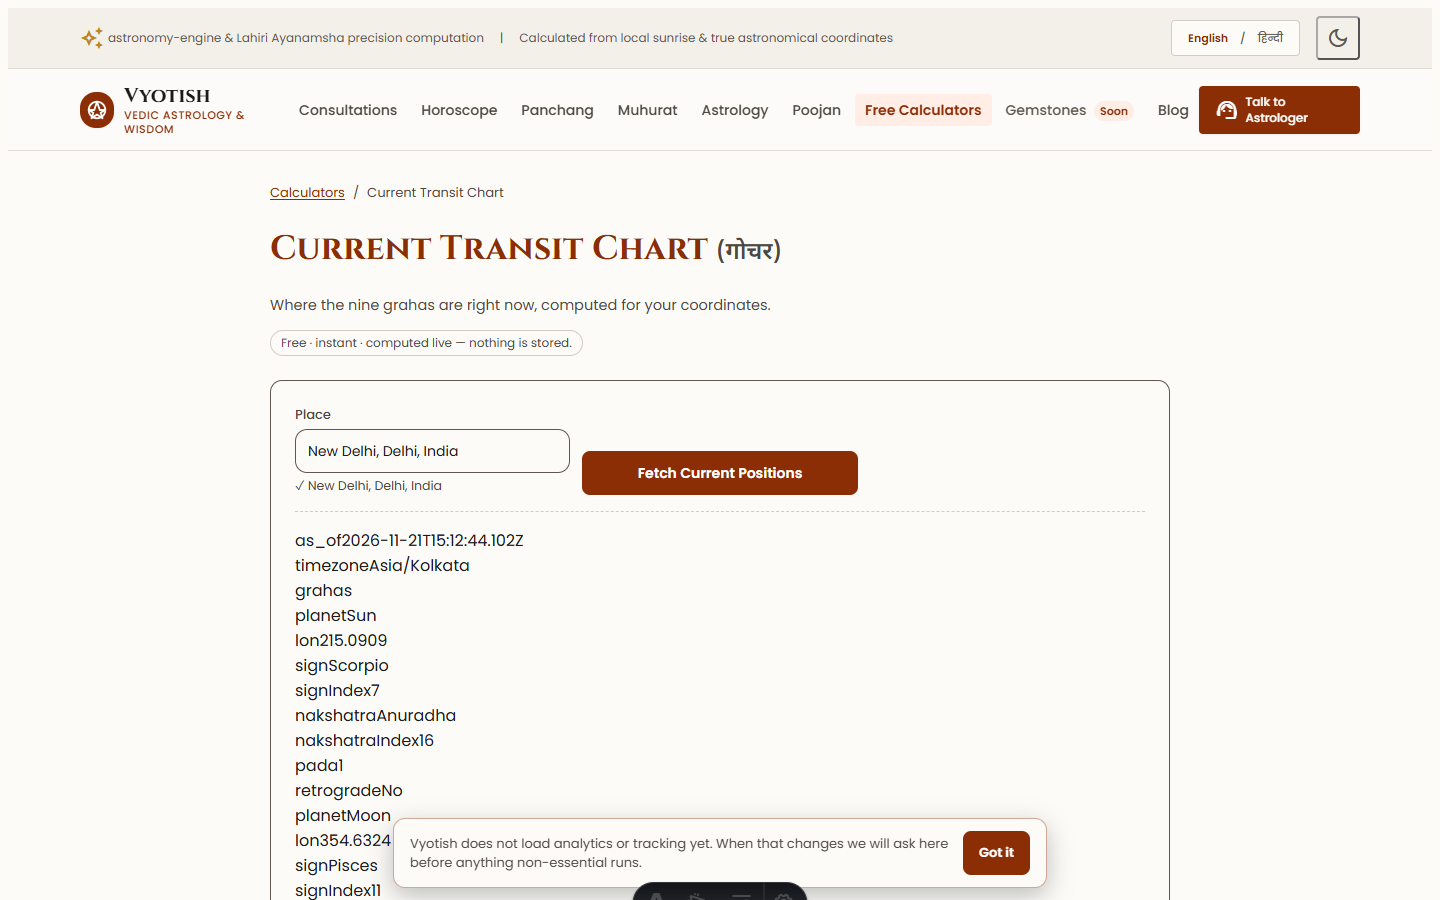 astronomy-engine & Lahiri Ayanamsha precision computation | Calculated from local sunrise & true astronomical coordinates
English / हिन्दी
Vyotish
VEDIC ASTROLOGY & WISDOM
Consultations
Horoscope
Panchang
Muhurat
Astrology
Poojan
Free Calculators
Gemstones Soon
Blog
Talk to Astrologer
Calculators / Current Transit Chart
Current Transit Chart (गोचर)
Where the nine grahas are right now, computed for your coordinates.
Free · instant · computed live — nothing is stored.
Place
New Delhi, Delhi, India
Fetch Current Positions
✓ New Delhi, Delhi, India
as_of2026-11-21T15:12:44.102Z
timezoneAsia/Kolkata
grahas
planetSun
lon215.0909
signScorpio
signIndex7
nakshatraAnuradha
nakshatraIndex16
pada1
retrogradeNo
planetMoon
lon354.6324
signPisces
signIndex11
Vyotish does not load analytics or tracking yet. When that changes we will ask here
before anything non-essential runs.
Got it